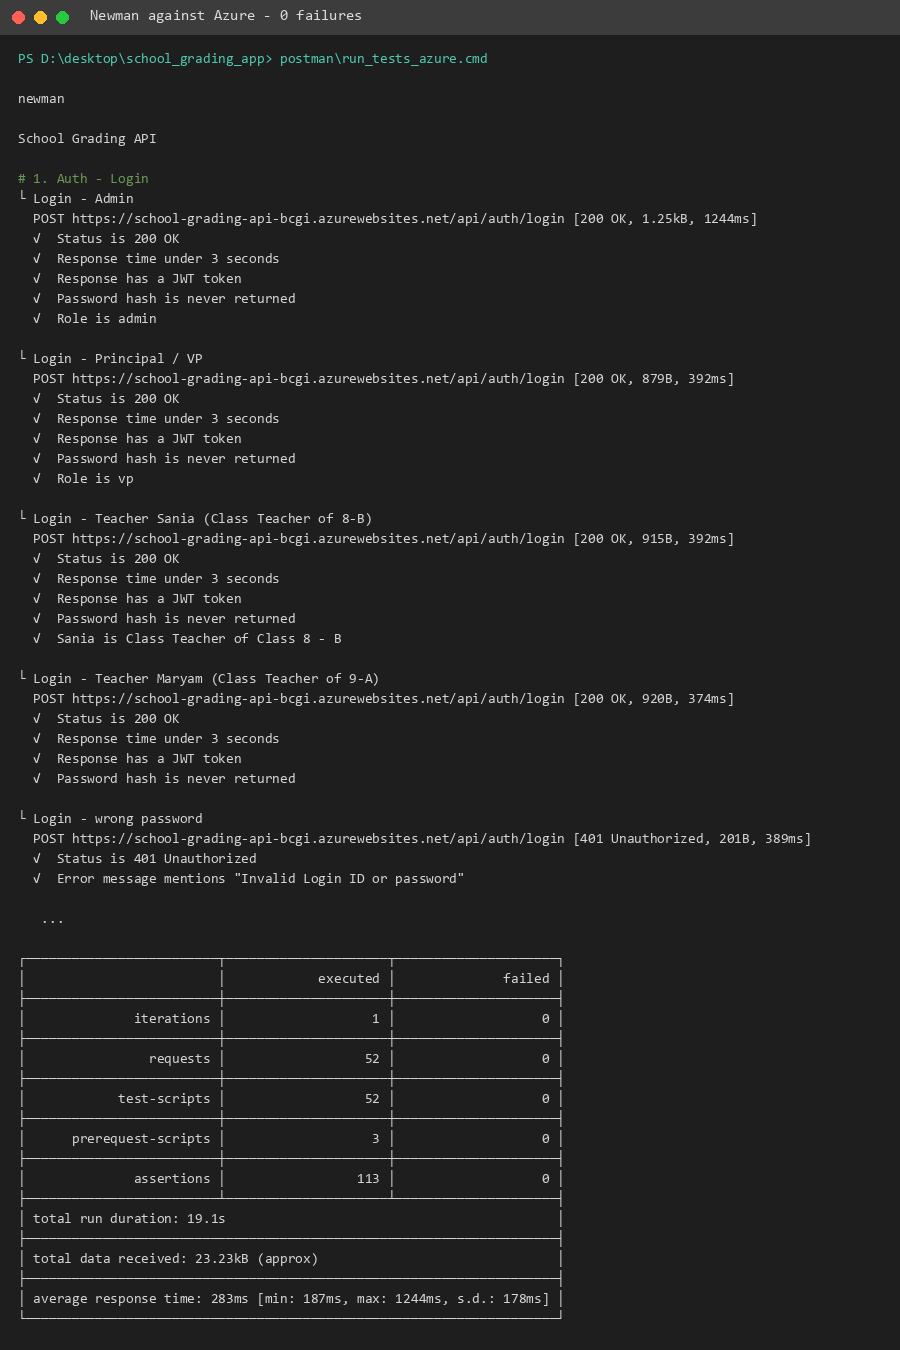 Newman against Azure - 0 failures
PS D:\desktop\school_grading_app> postman\run_tests_azure.cmd
newman
School Grading API
# 1. Auth - Login
└ Login - Admin
POST https://school-grading-api-bcgi.azurewebsites.net/api/auth/login [200 OK, 1.25kB, 1244ms]
√ Status is 200 OK
√ Response time under 3 seconds
√ Response has a JWT token
√ Password hash is never returned
√ Role is admin
└ Login - Principal / VP
POST https://school-grading-api-bcgi.azurewebsites.net/api/auth/login [200 OK, 879B, 392ms]
√ Status is 200 OK
√ Response time under 3 seconds
√ Response has a JWT token
√ Password hash is never returned
√ Role is vp
└ Login - Teacher Sania (Class Teacher of 8-B)
POST https://school-grading-api-bcgi.azurewebsites.net/api/auth/login [200 OK, 915B, 392ms]
√ Status is 200 OK
√ Response time under 3 seconds
√ Response has a JWT token
√ Password hash is never returned
√ Sania is Class Teacher of Class 8 - B
└ Login - Teacher Maryam (Class Teacher of 9-A)
POST https://school-grading-api-bcgi.azurewebsites.net/api/auth/login [200 OK, 920B, 374ms]
√ Status is 200 OK
√ Response time under 3 seconds
√ Response has a JWT token
√ Password hash is never returned
└ Login - wrong password
POST https://school-grading-api-bcgi.azurewebsites.net/api/auth/login [401 Unauthorized, 201B, 389ms]
√ Status is 401 Unauthorized
√ Error message mentions "Invalid Login ID or password"
...
executed failed
iterations 1 0
requests 52 0
test-scripts 52 0
prerequest-scripts 3 0
assertions 113 0
total run duration: 19.1s
total data received: 23.23kB (approx)
average response time: 283ms [min: 187ms, max: 1244ms, s.d.: 178ms]